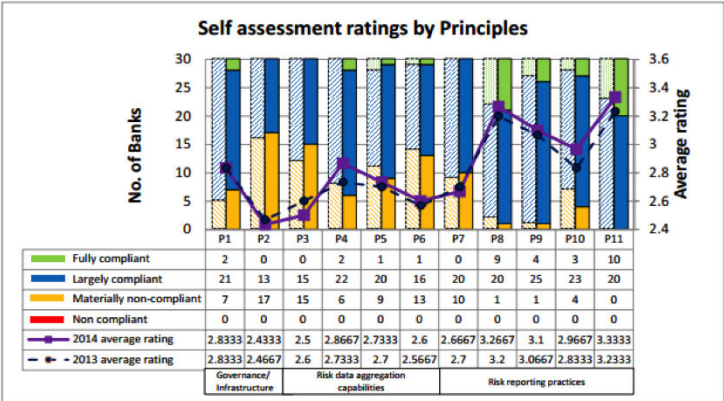 Self assessment ratings by Principles
No. of Banks
30
25
20
15
10
5
0
3.6
3.4
3.2
3
2.8
2.6
2.4
Average rating
P1 P2 P3 P4 P5 P6 P7 P8 P9 P10 P11
Fully compliant 2 0 0 2 1 1 0 9 4 3 10
Largely compliant 21 13 15 22 20 16 20 20 25 23 20
Materially non-compliant 7 17 15 6 9 13 10 1 1 4 0
Non compliant 0 0 0 0 0 0 0 0 0 0 0
2014 average rating 2.8333 2.4333 2.5 2.8667 2.7333 2.6 2.6667 3.2667 3.1 2.9667 3.3333
2013 average rating 2.8333 2.4667 2.6 2.7333 2.7 2.5667 2.7 3.2 3.0667 2.8333 3.2333
Governance/
Infrastructure
Risk data aggregation
capabilities
Risk reporting practices